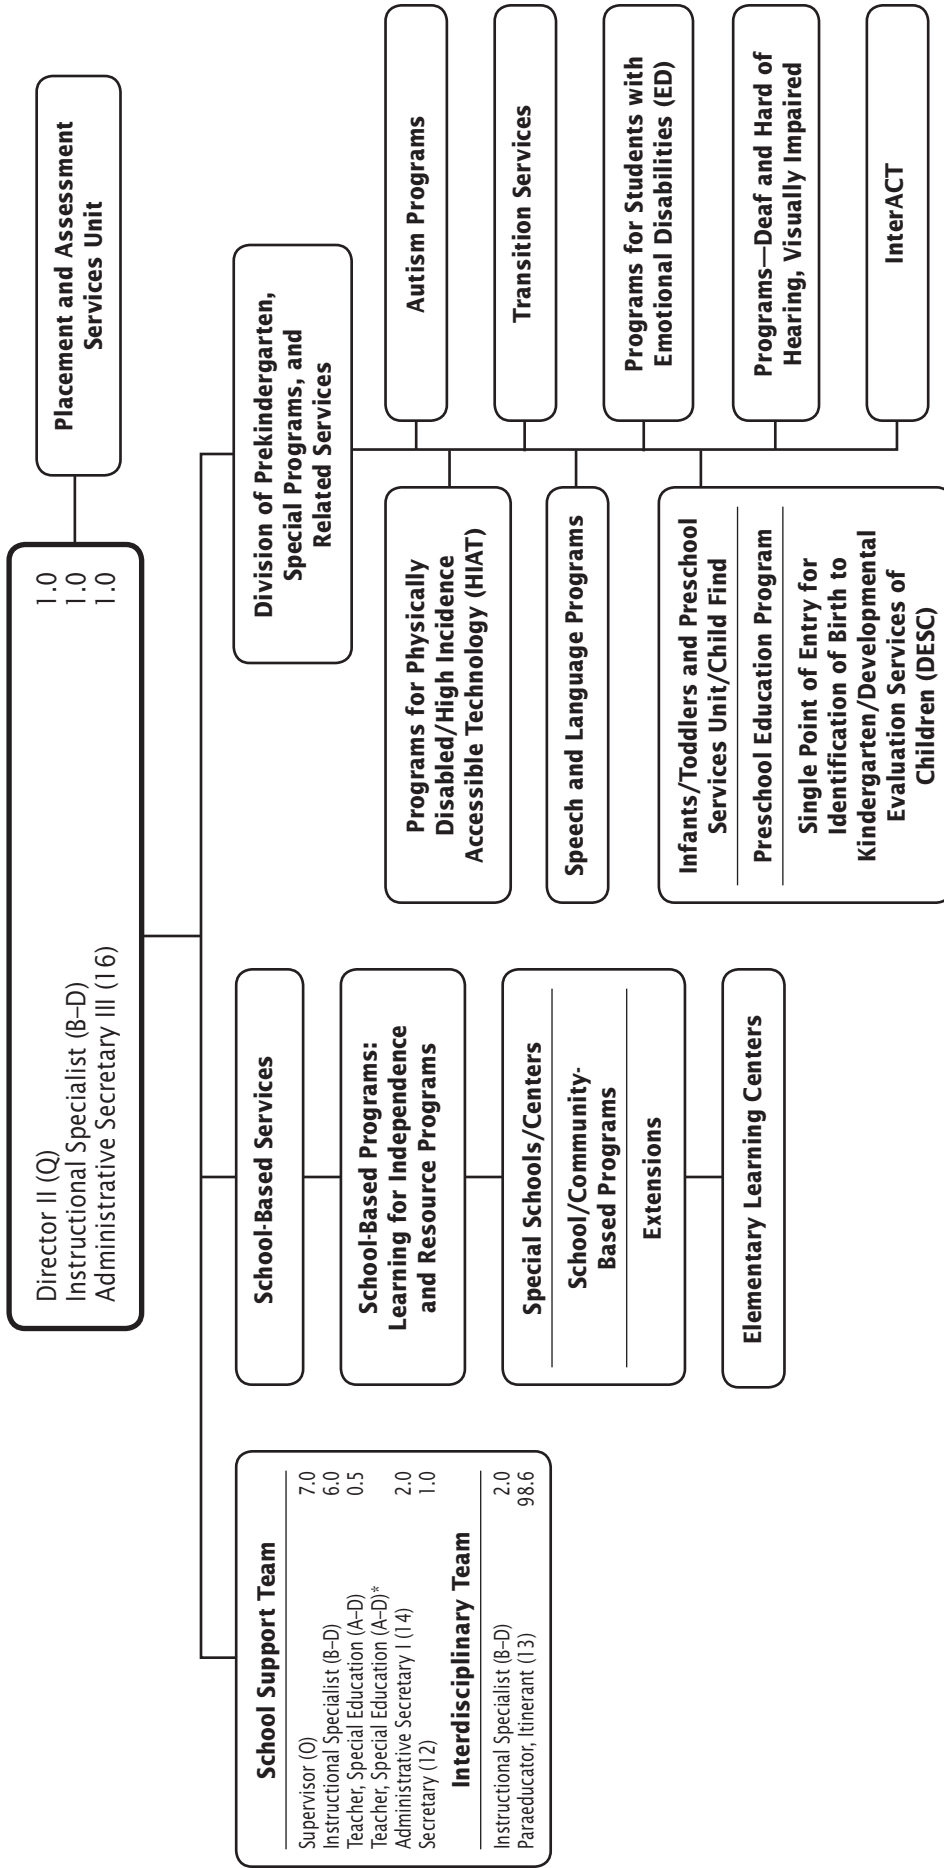 Director II (Q) 1.0
Instructional Specialist (B–D) 1.0
Administrative Secretary III (16) 1.0
Placement and Assessment
Services Unit
School Support Team
Supervisor (O) 7.0
Instructional Specialist (B–D) 6.0
Teacher, Special Education (A–D) 0.5
Teacher, Special Education (A–D)*
Administrative Secretary I (14) 2.0
Secretary (12) 1.0
Interdisciplinary Team
Instructional Specialist (B–D) 2.0
Paraeducator, Itinerant (13) 98.6
School-Based Services
School-Based Programs:
Learning for Independence
and Resource Programs
Special Schools/Centers
School/Community-
Based Programs
Extensions
Elementary Learning Centers
Division of Prekindergarten,
Special Programs, and
Related Services
Programs for Physically
Disabled/High Incidence
Accessible Technology (HIAT)
Speech and Language Programs
Infants/Toddlers and Preschool
Services Unit/Child Find
Preschool Education Program
Single Point of Entry for
Identification of Birth to
Kindergarten/Developmental
Evaluation Services of
Children (DESC)
Autism Programs
Transition Services
Programs for Students with
Emotional Disabilities (ED)
Programs—Deaf and Hard of
Hearing, Visually Impaired
InterACT